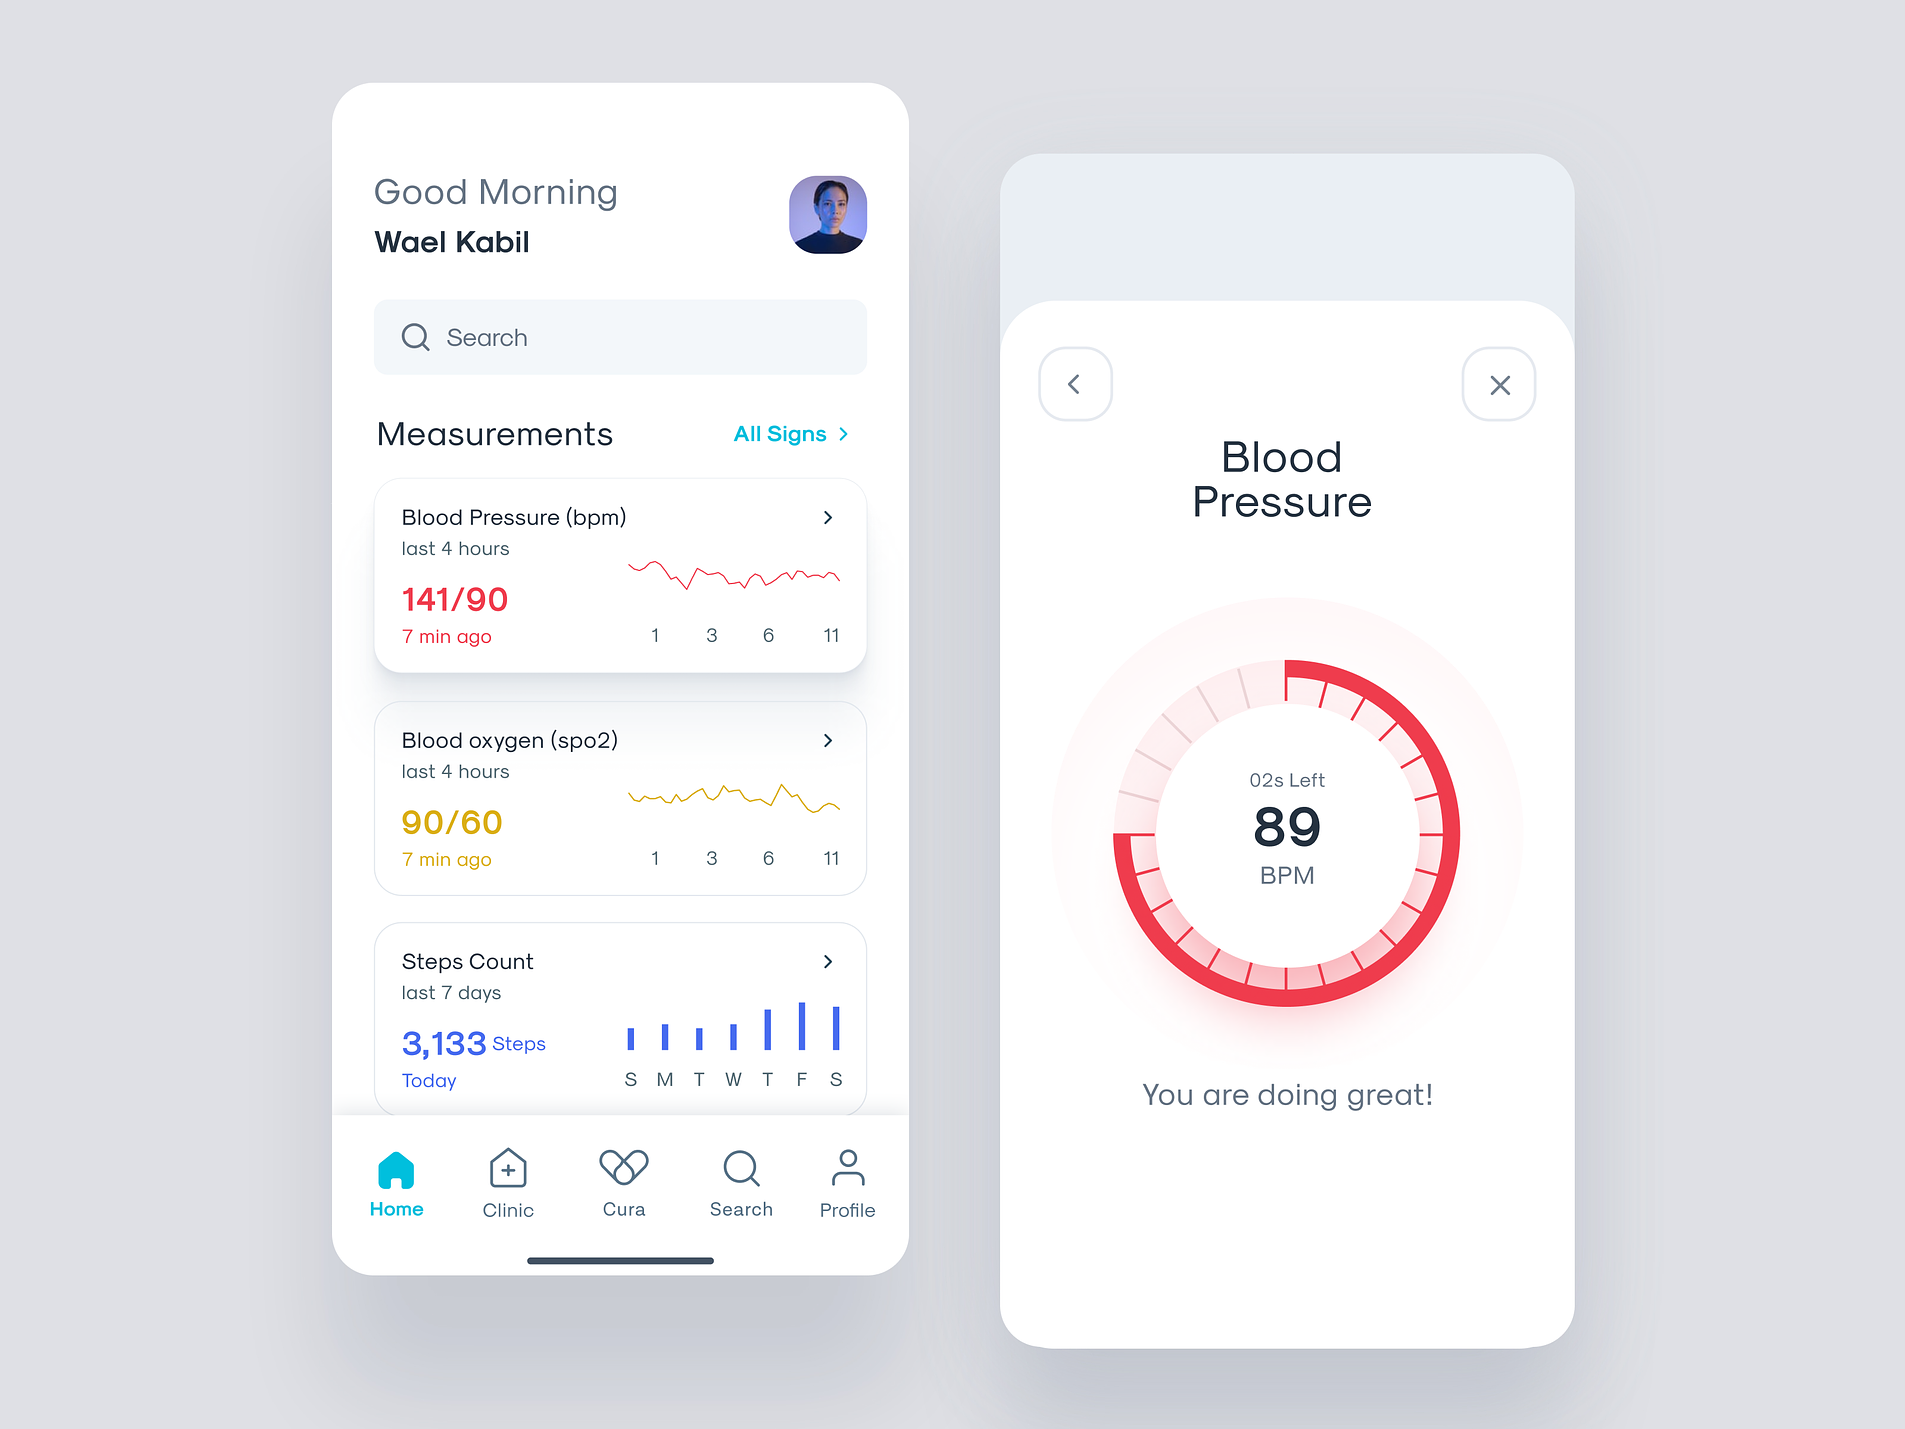 Good Morning
Wael Kabil
Search
Measurements
All Signs
Blood Pressure (bpm)
last 4 hours
141/90
7 min ago
1 3 6 11
Blood oxygen (spo2)
last 4 hours
90/60
7 min ago
1 3 6 11
Steps Count
last 7 days
3,133 Steps
Today
S M T W T F S
Home Clinic Cura Search Profile
Blood
Pressure
02s Left
89
BPM
You are doing great!